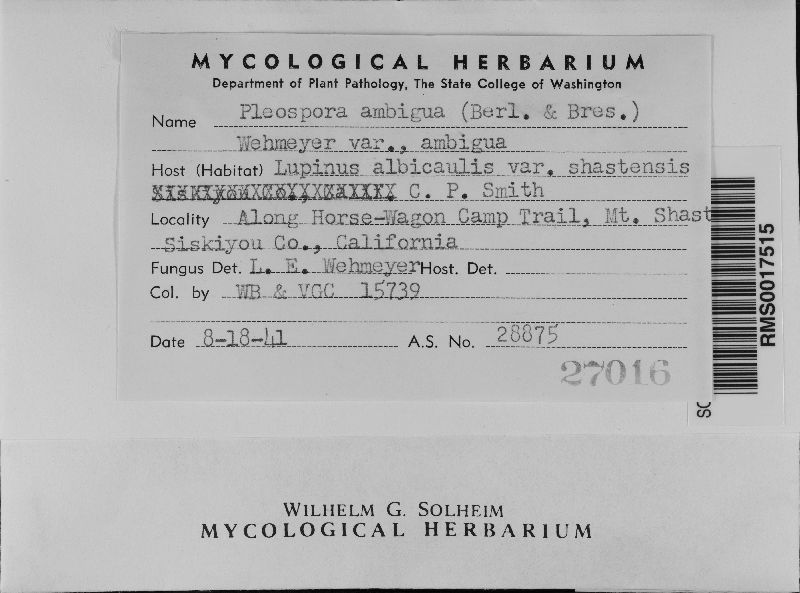 MYCOLOGICAL HERBARIUM
Department of Plant Pathology, The State College of Washington
Name Pleospora ambigua (Berl. & Bres.)
Wehmeyer var., ambigua
Host (Habitat) Lupinus albicaulis var. shastensis
C. P. Smith
Locality Along Horse-Wagon Camp Trail, Mt. Shast
Siskiyou Co., California
Fungus Det. L. E. Wehmeyer Host. Det.
Col. by WB & VGC 15739
Date 8-18-41 A.S. No. 28875
27016
RMS0017515
WILHELM G. SOLHEIM
MYCOLOGICAL HERBARIUM